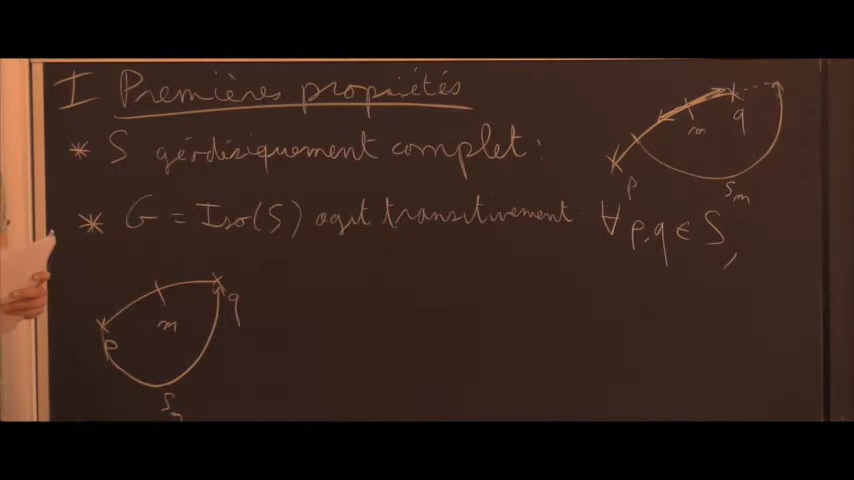 I Premières propriétés
* S géodésiquement complet :
* G = Iso(S) agit transitivement. ∀ p, q ∈ S,
m
q
p
S_m
m
q
p
S_m